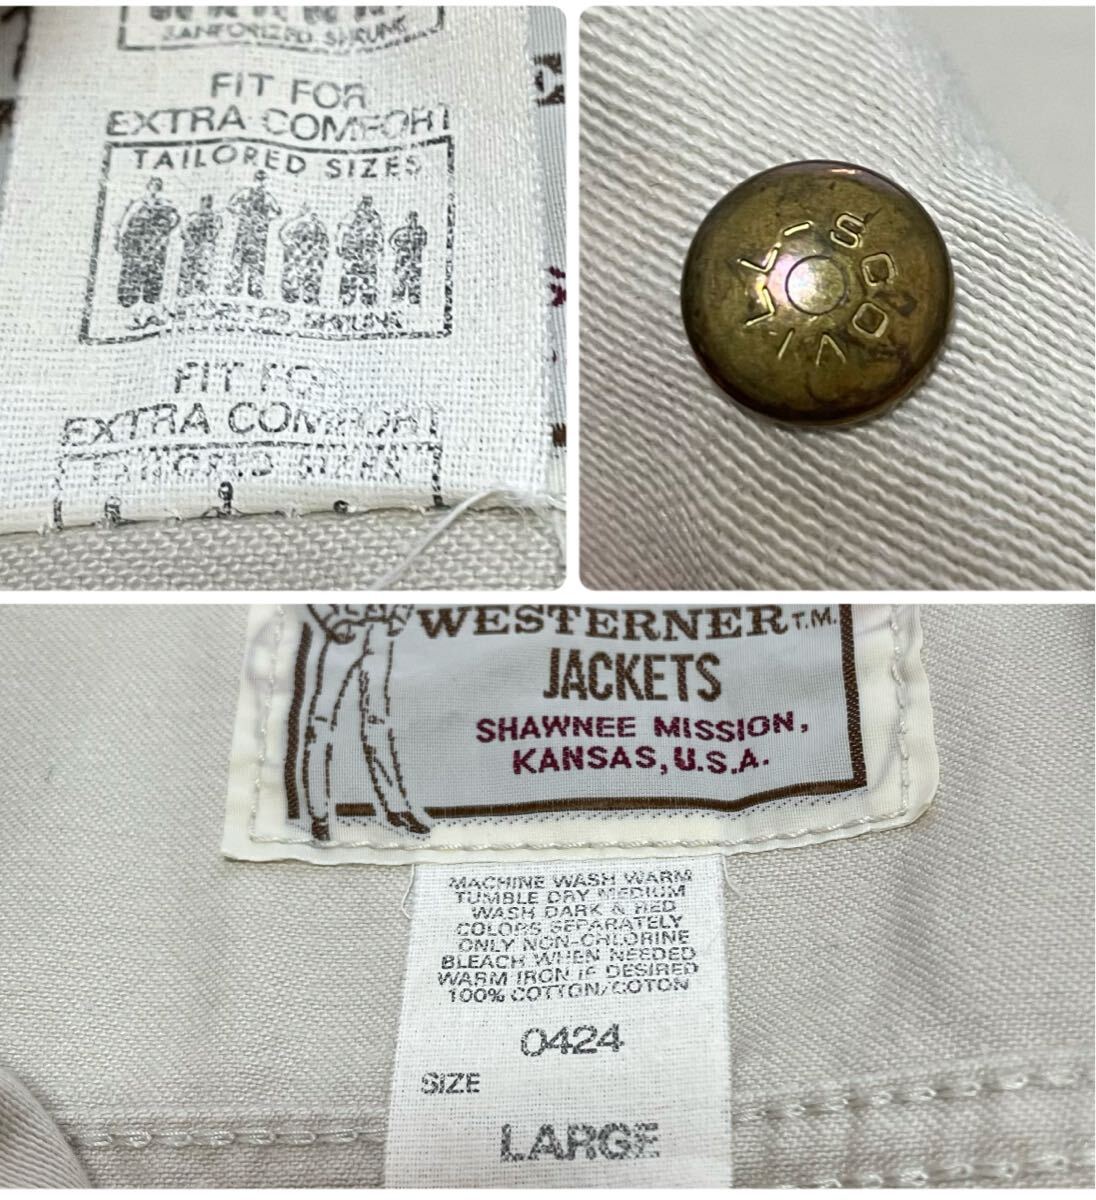 SANFORIZED SHRUNK
FIT FOR
EXTRA COMFORT
TAILORED SIZES
SANFORIZED SHRUNK
FIT FOR
EXTRA COMFORT
TAILORED SIZES
WESTERNER T.M.
JACKETS
SHAWNEE MISSION,
KANSAS, U.S.A.
MACHINE WASH WARM
TUMBLE DRY MEDIUM
WASH DARK & RED
COLORS SEPARATELY
ONLY NON-CHLORINE
BLEACH WHEN NEEDED
WARM IRON IF DESIRED
100% COTTON/COTON
0424
SIZE
LARGE